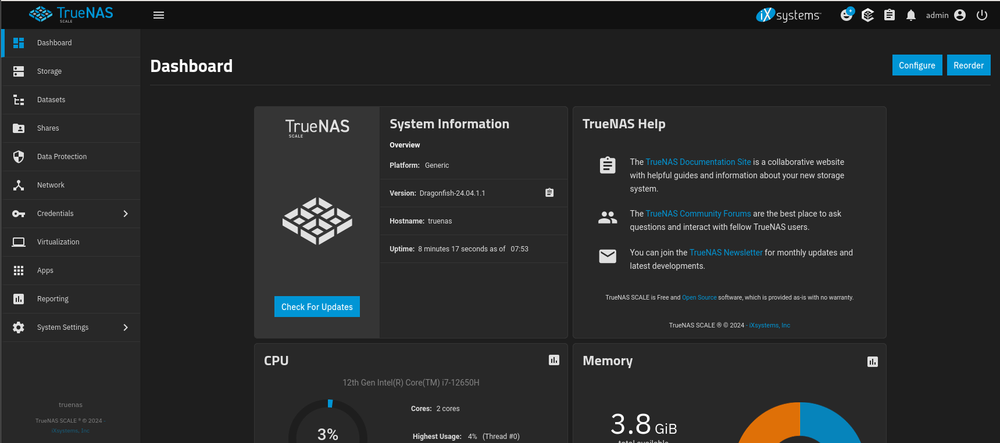 TrueNAS
SCALE
iXsystems™
admin
Dashboard
Storage
Datasets
Shares
Data Protection
Network
Credentials
Virtualization
Apps
Reporting
System Settings
truenas
TrueNAS SCALE ® © 2024 -
iXsystems, Inc
Dashboard
Configure
Reorder
TrueNAS
SCALE
Check For Updates
System Information
Overview
Platform: Generic
Version: Dragonfish-24.04.1.1
Hostname: truenas
Uptime: 8 minutes 17 seconds as of 07:53
TrueNAS Help
The TrueNAS Documentation Site is a collaborative website
with helpful guides and information about your new storage
system.
The TrueNAS Community Forums are the best place to ask
questions and interact with fellow TrueNAS users.
You can join the TrueNAS Newsletter for monthly updates and
latest developments.
TrueNAS SCALE is Free and Open Source software, which is provided as-is with no warranty.
TrueNAS SCALE ® © 2024 - iXsystems, Inc
CPU
12th Gen Intel(R) Core(TM) i7-12650H
3%
Cores: 2 cores
Highest Usage: 4% (Thread #0)
Memory
3.8 GiB
total available